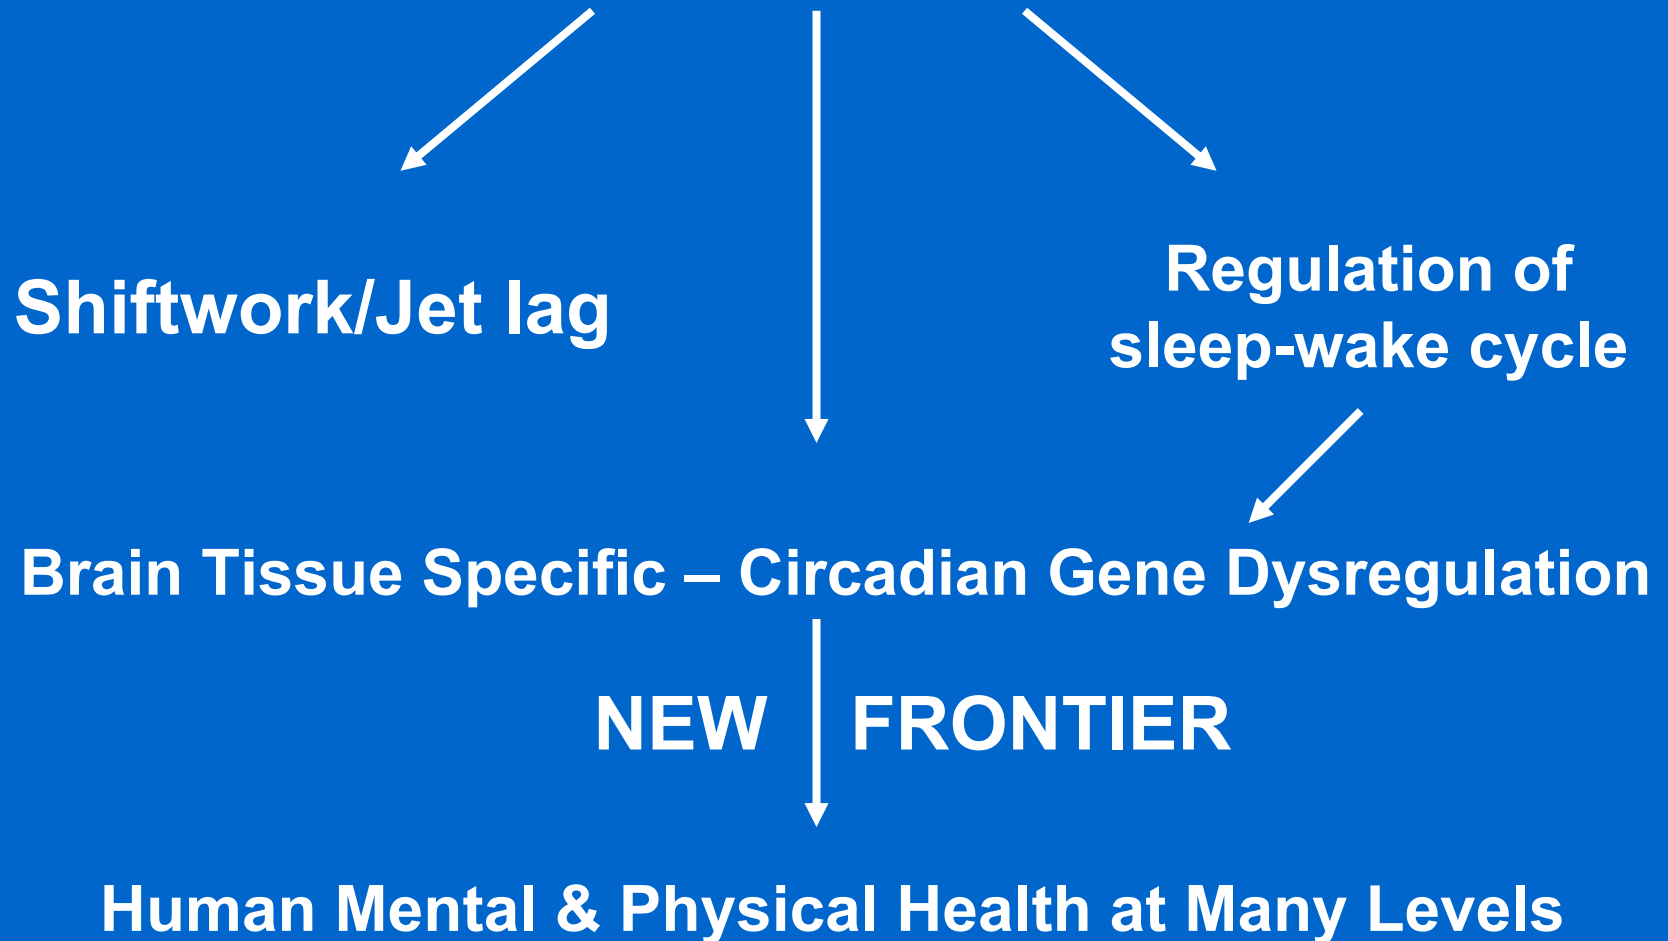 Shiftwork/Jet lag
Regulation of
sleep-wake cycle
Brain Tissue Specific – Circadian Gene Dysregulation
NEW FRONTIER
Human Mental & Physical Health at Many Levels